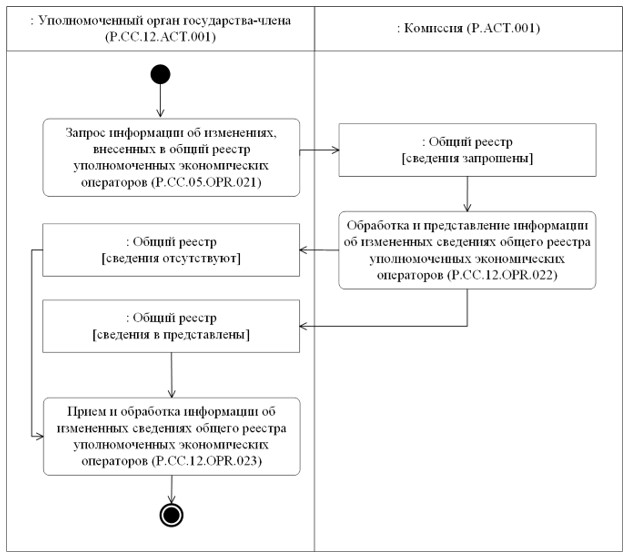 : Уполномоченный орган государства-члена
(P.CC.12.ACT.001)
: Комиссия (P.ACT.001)
Запрос информации об изменениях,
внесенных в общий реестр
уполномоченных экономических
операторов (P.CC.05.OPR.021)
: Общий реестр
[сведения запрошены]
Обработка и представление информации
об измененных сведениях общего реестра
уполномоченных экономических
операторов (P.CC.12.OPR.022)
: Общий реестр
[сведения отсутствуют]
: Общий реестр
[сведения в представлены]
Прием и обработка информации об
измененных сведениях общего реестра
уполномоченных экономических
операторов (P.CC.12.OPR.023)